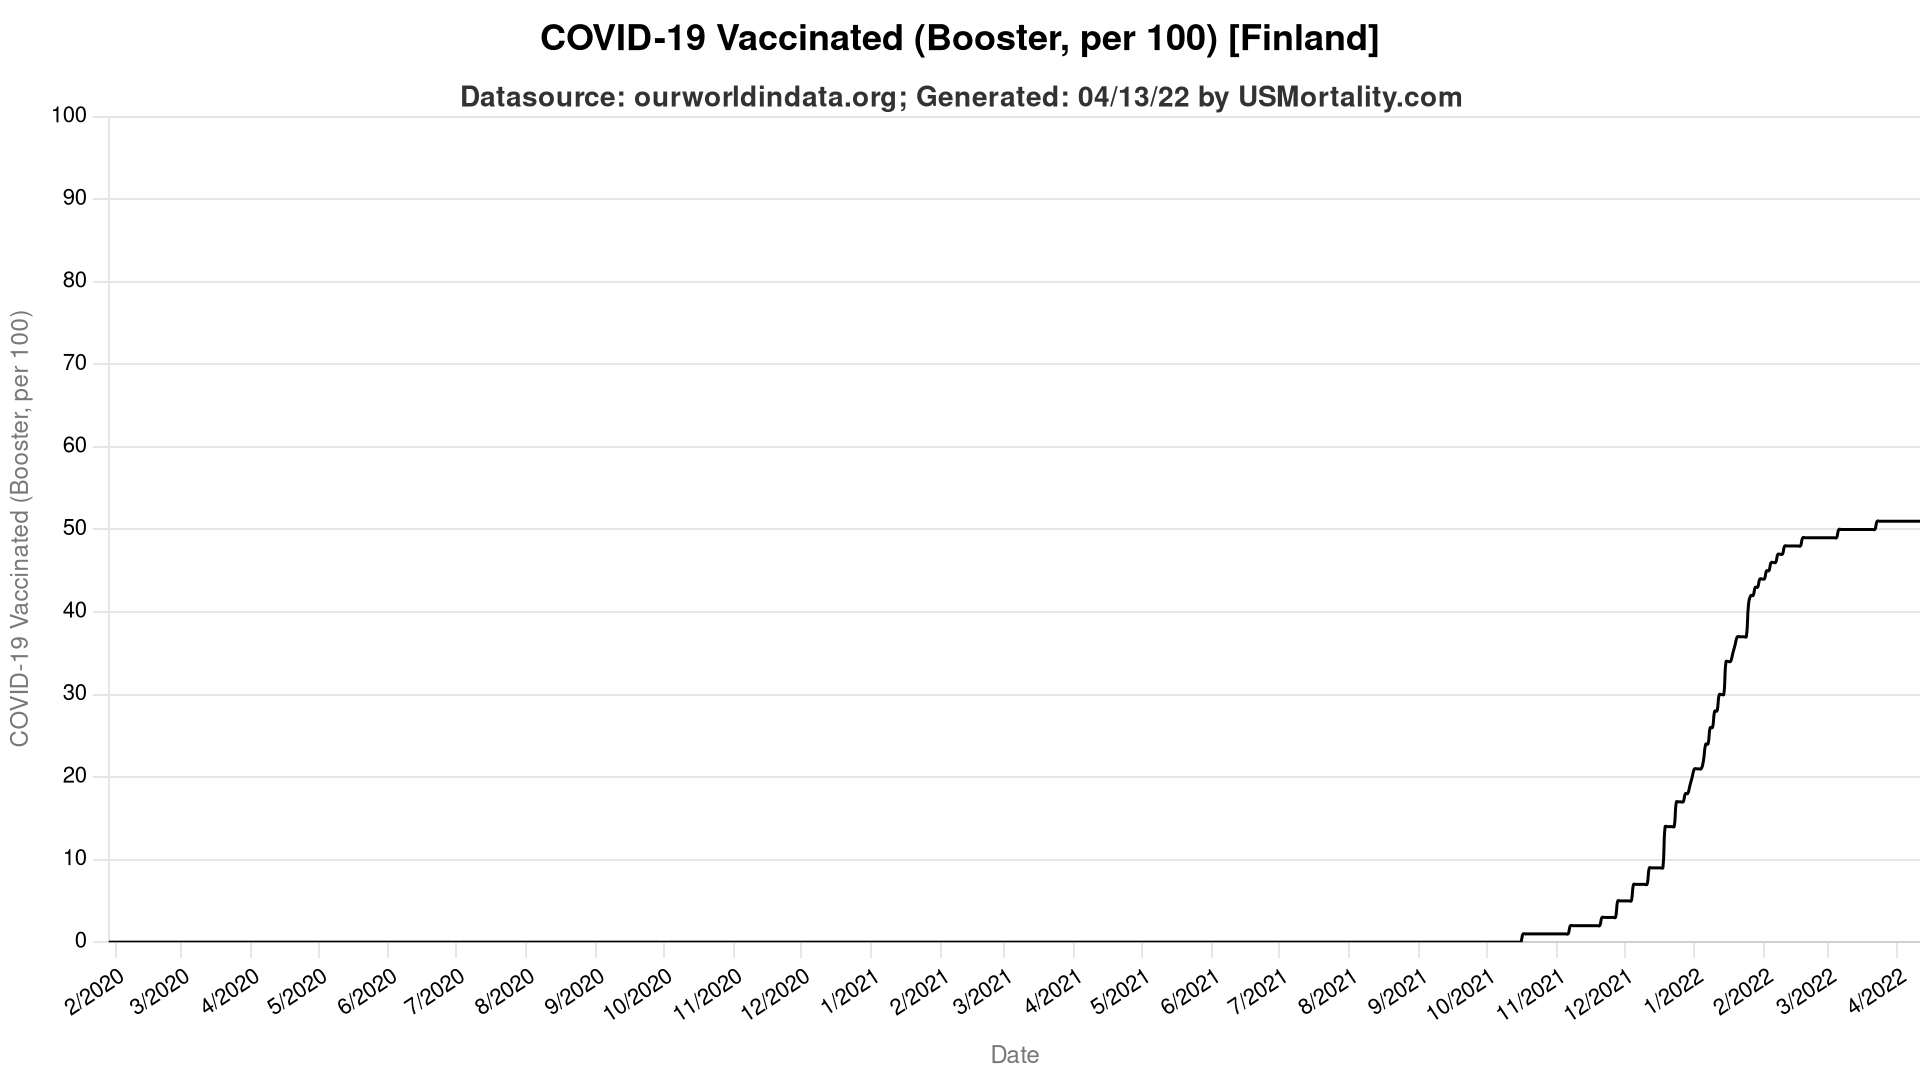 COVID-19 Vaccinated (Booster, per 100) [Finland]
Datasource: ourworldindata.org; Generated: 04/13/22 by USMortality.com
COVID-19 Vaccinated (Booster, per 100)
100
90
80
70
60
50
40
30
20
10
0
2/2020 3/2020 4/2020 5/2020 6/2020 7/2020 8/2020 9/2020 10/2020 11/2020 12/2020 1/2021 2/2021 3/2021 4/2021 5/2021 6/2021 7/2021 8/2021 9/2021 10/2021 11/2021 12/2021 1/2022 2/2022 3/2022 4/2022
Date